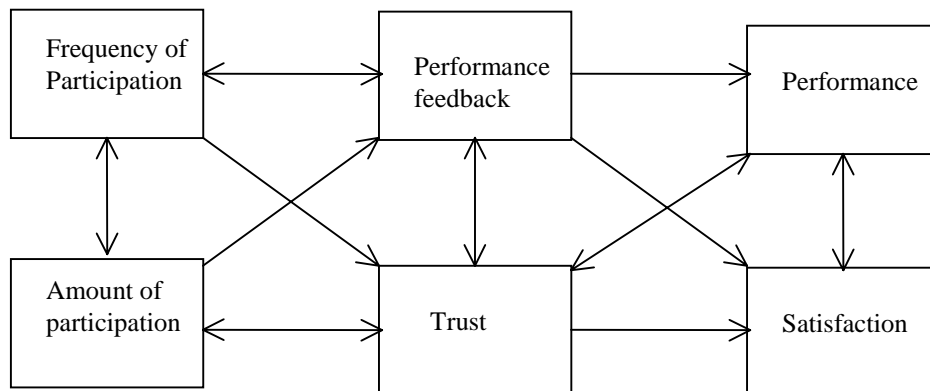 Frequency of
Participation
Performance
feedback
Performance
Amount of
participation
Trust
Satisfaction